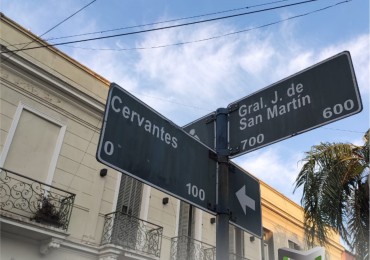 Cervantes
0 100
Gral. J. de
San Martín
700 600